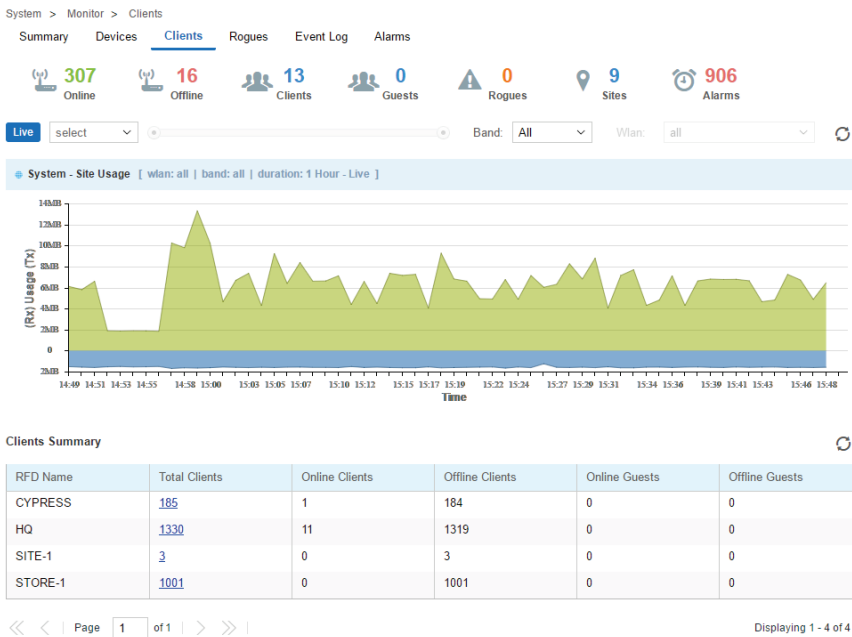 System > Monitor > Clients
Summary Devices Clients Rogues Event Log Alarms
307 16 13 0 0 9 906
Online Offline Clients Guests Rogues Sites Alarms
Live select Band: All Wlan: all
System - Site Usage [ wlan: all | band: all | duration: 1 Hour - Live ]
14MB
12MB
10MB
8MB
6MB
4MB
2MB
0
2MB
(Rx) Usage (Tx)
14:49 14:51 14:53 14:55 14:58 15:00 15:03 15:05 15:07 15:10 15:12 15:15 15:17 15:19 15:22 15:24 15:27 15:29 15:31 15:34 15:36 15:39 15:41 15:43 15:46 15:48
Time
Clients Summary
RFD Name Total Clients Online Clients Offline Clients Online Guests Offline Guests
CYPRESS 185 1 184 0 0
HQ 1330 11 1319 0 0
SITE-1 3 0 3 0 0
STORE-1 1001 0 1001 0 0
Page 1 of 1 Displaying 1 - 4 of 4